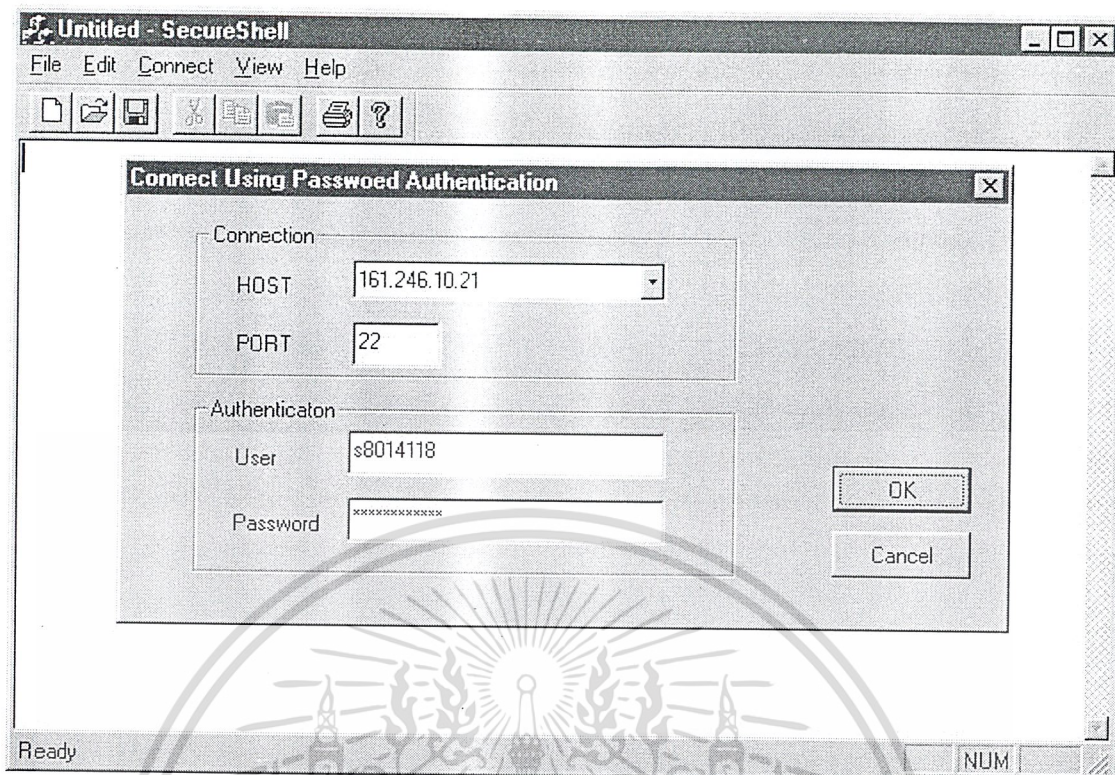 Untitled - SecureShell
File Edit Connect View Help
Connect Using Passwoed Authentication
Connection
HOST 161.246.10.21
PORT 22
Authenticaton
User s8014118
Password xxxxxxxxxxxx
OK
Cancel
Ready NUM